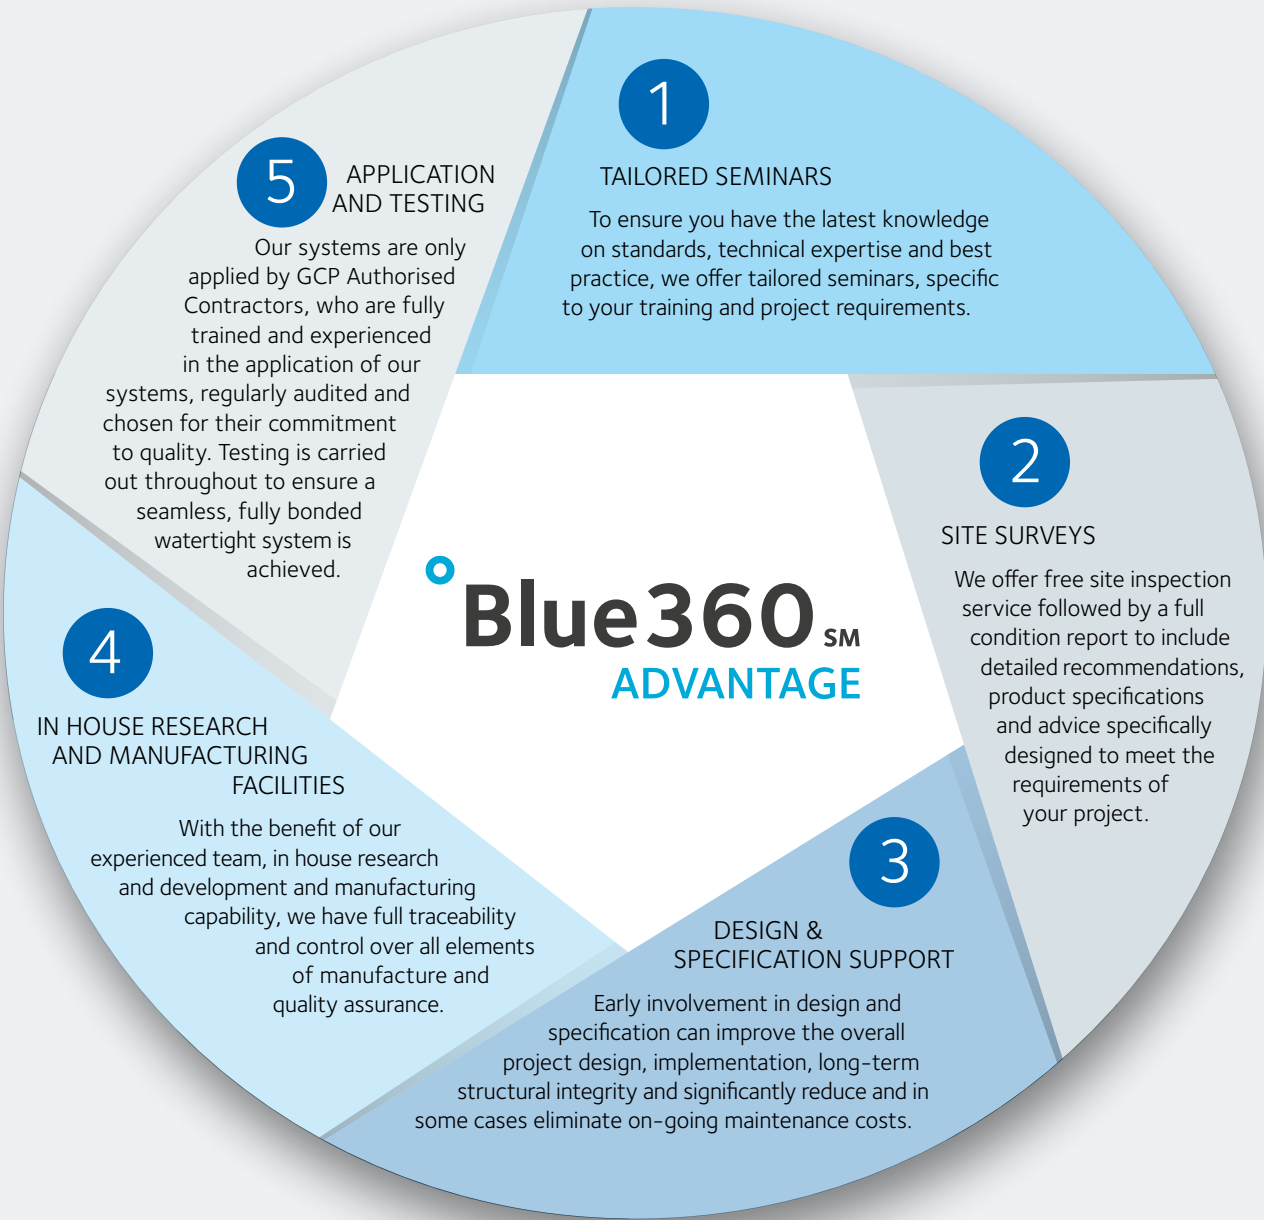 1
TAILORED SEMINARS
To ensure you have the latest knowledge
on standards, technical expertise and best
practice, we offer tailored seminars, specific
to your training and project requirements.
2
SITE SURVEYS
We offer free site inspection
service followed by a full
condition report to include
detailed recommendations,
product specifications
and advice specifically
designed to meet the
requirements of
your project.
3
DESIGN &
SPECIFICATION SUPPORT
Early involvement in design and
specification can improve the overall
project design, implementation, long-term
structural integrity and significantly reduce and in
some cases eliminate on-going maintenance costs.
4
IN HOUSE RESEARCH
AND MANUFACTURING
FACILITIES
With the benefit of our
experienced team, in house research
and development and manufacturing
capability, we have full traceability
and control over all elements
of manufacture and
quality assurance.
5
APPLICATION
AND TESTING
Our systems are only
applied by GCP Authorised
Contractors, who are fully
trained and experienced
in the application of our
systems, regularly audited and
chosen for their commitment
to quality. Testing is carried
out throughout to ensure a
seamless, fully bonded
watertight system is
achieved.
°Blue360 SM
ADVANTAGE